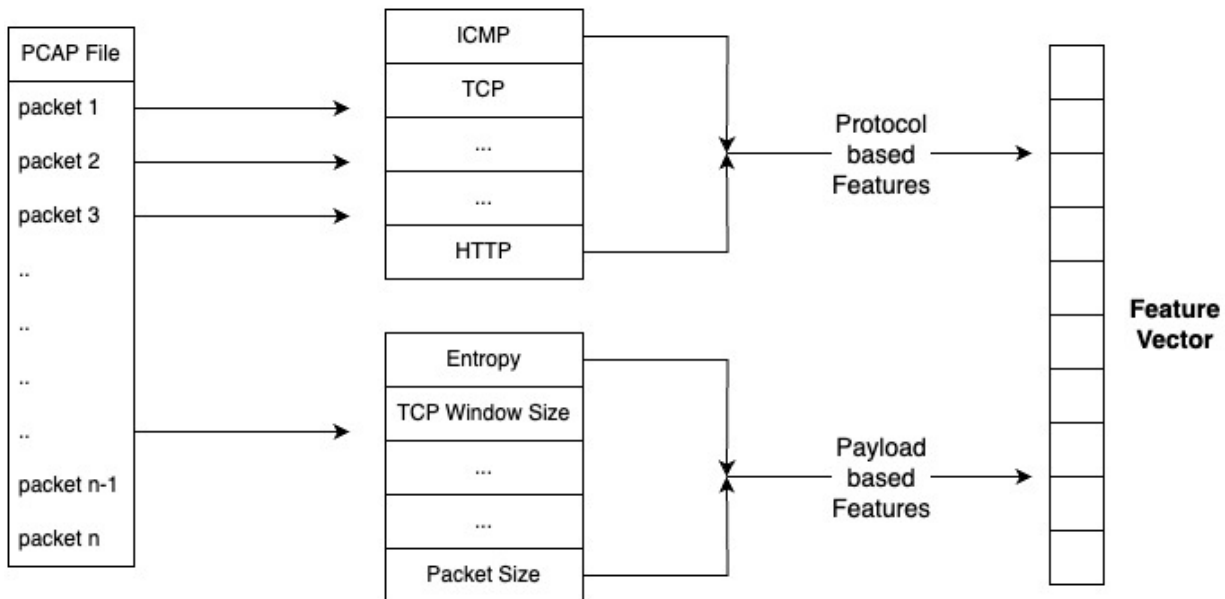 PCAP File
packet 1
packet 2
packet 3
..
..
..
..
packet n-1
packet n
ICMP
TCP
...
...
HTTP
Entropy
TCP Window Size
...
...
Packet Size
Protocol
based
Features
Payload
based
Features
Feature
Vector